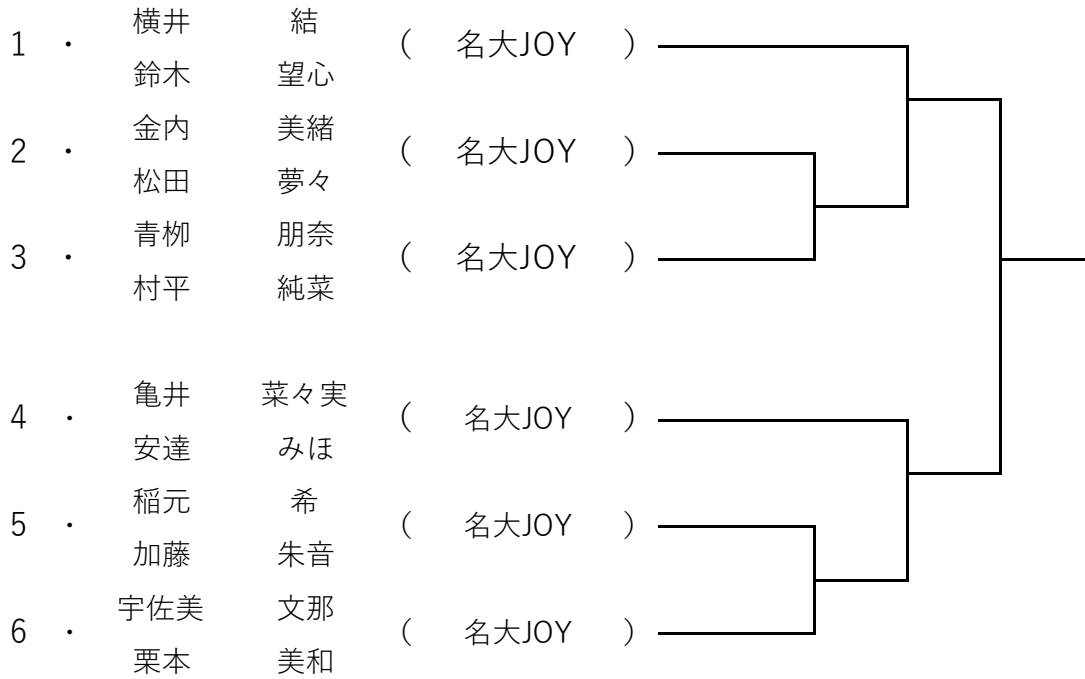 横井 結
1 ・ ( 名大JOY )
鈴木 望心
金内 美緒
2 ・ ( 名大JOY )
松田 夢々
青栁 朋奈
3 ・ ( 名大JOY )
村平 純菜
亀井 菜々実
4 ・ ( 名大JOY )
安達 みほ
稲元 希
5 ・ ( 名大JOY )
加藤 朱音
宇佐美 文那
6 ・ ( 名大JOY )
栗本 美和